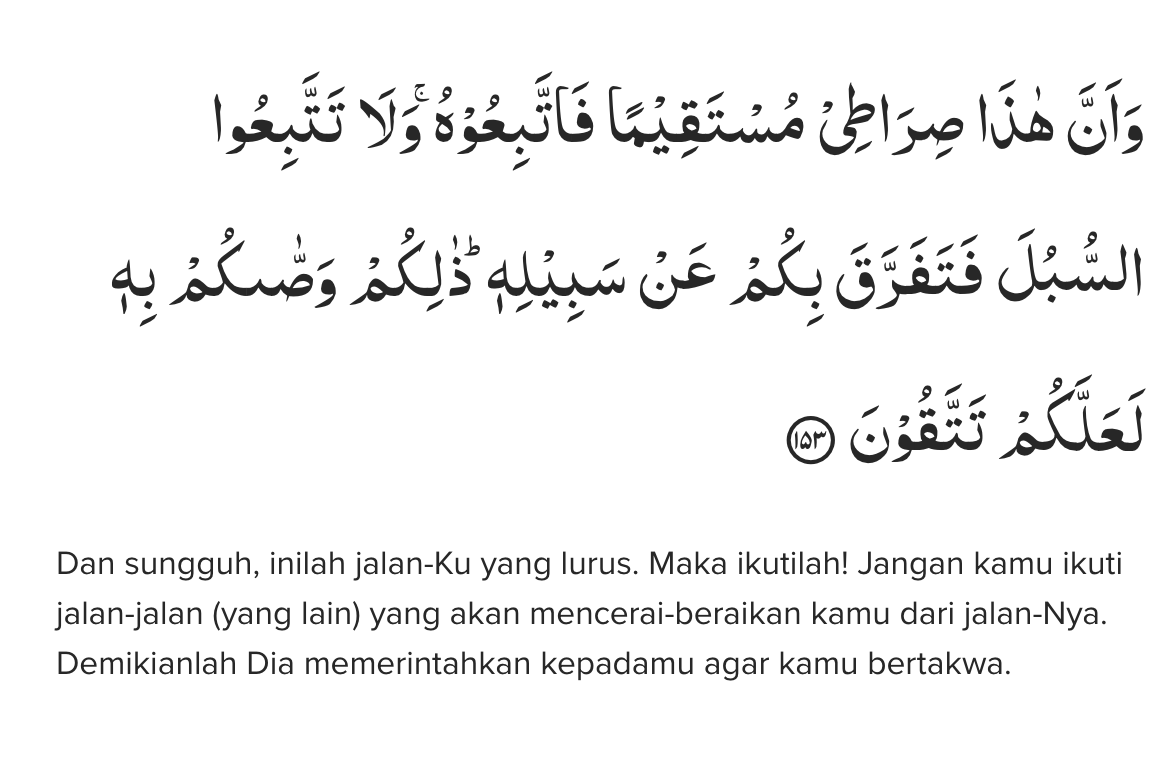 وَاَنَّ هٰذَا صِرَاطِيْ مُسْتَقِيْمًا فَاتَّبِعُوْهُ ۚوَلَا تَتَّبِعُوا
السُّبُلَ فَتَفَرَّقَ بِكُمْ عَنْ سَبِيْلِهٖ ۗذٰلِكُمْ وَصّٰىكُمْ بِهٖ
لَعَلَّكُمْ تَتَّقُوْنَ ١٥٣
Dan sungguh, inilah jalan-Ku yang lurus. Maka ikutilah! Jangan kamu ikuti
jalan-jalan (yang lain) yang akan mencerai-beraikan kamu dari jalan-Nya.
Demikianlah Dia memerintahkan kepadamu agar kamu bertakwa.